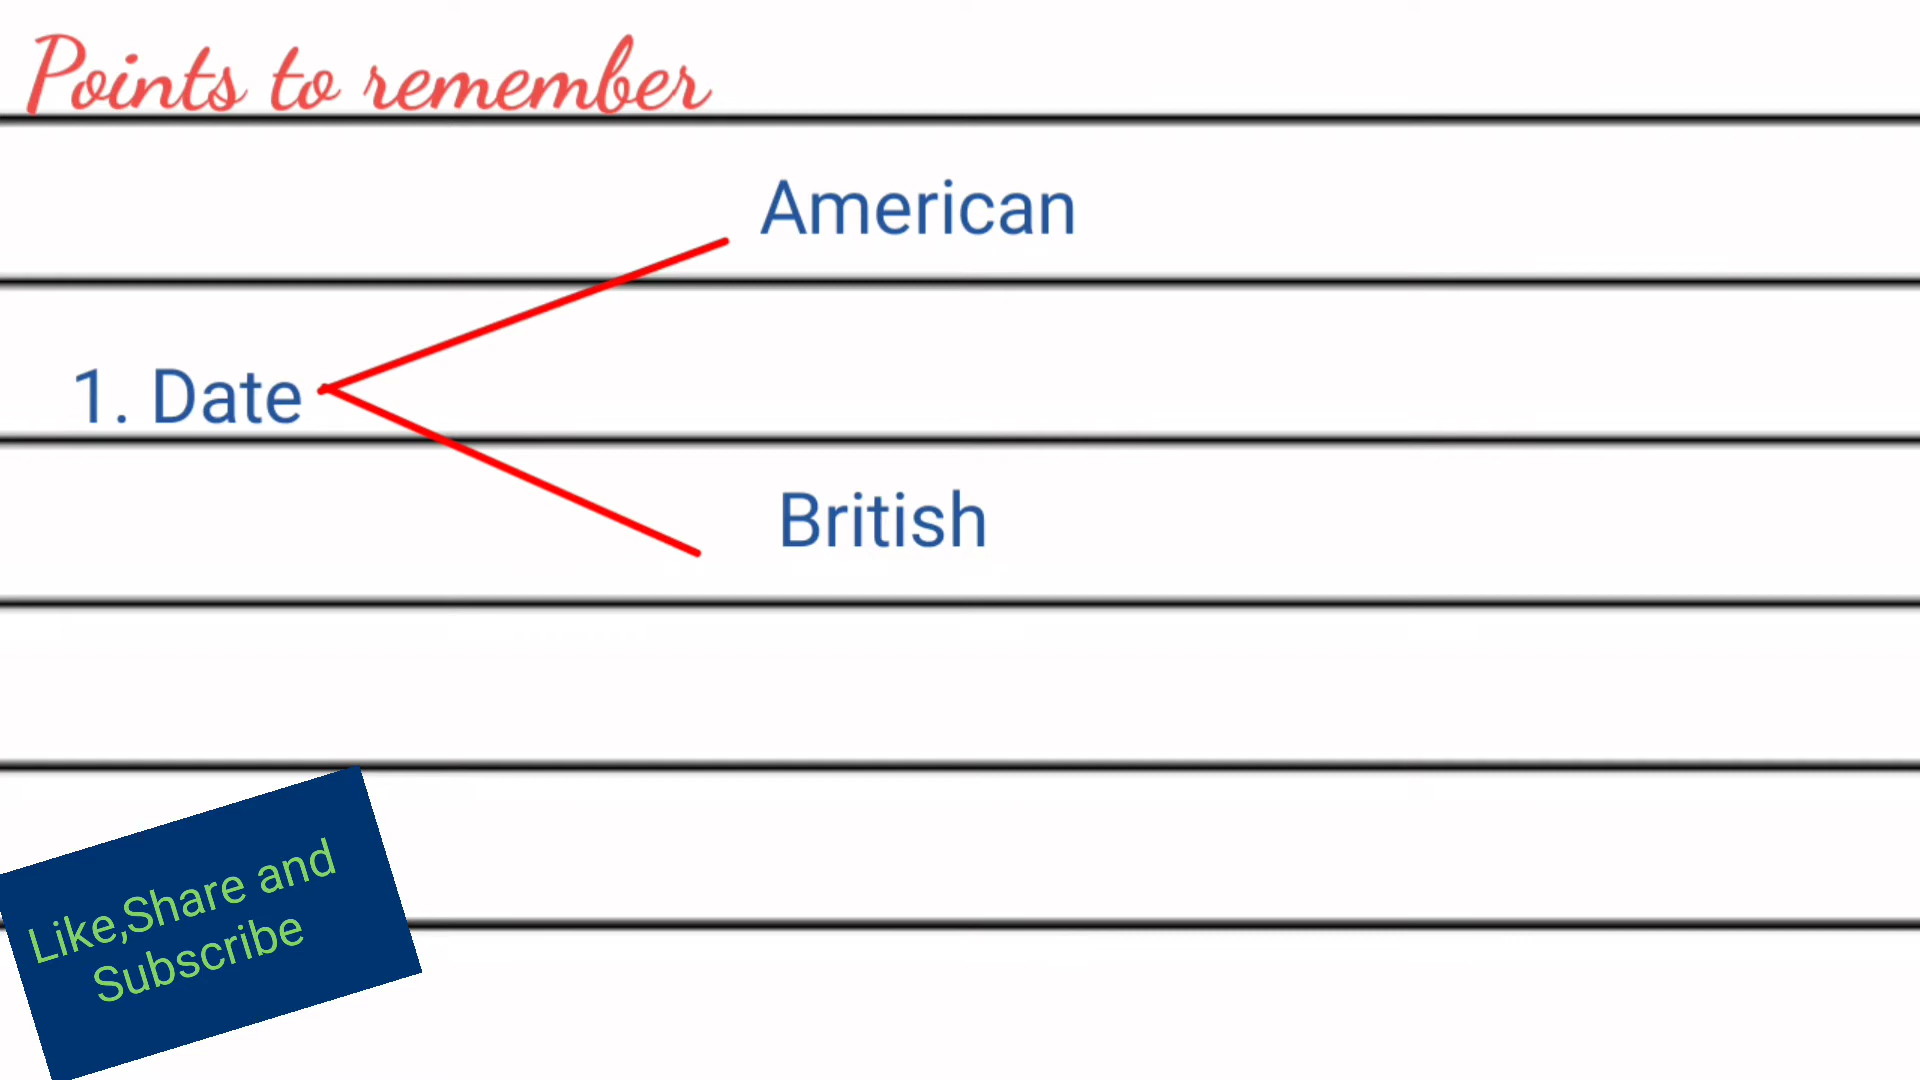 Points to remember
American
1. Date
British
Like,Share and
Subscribe